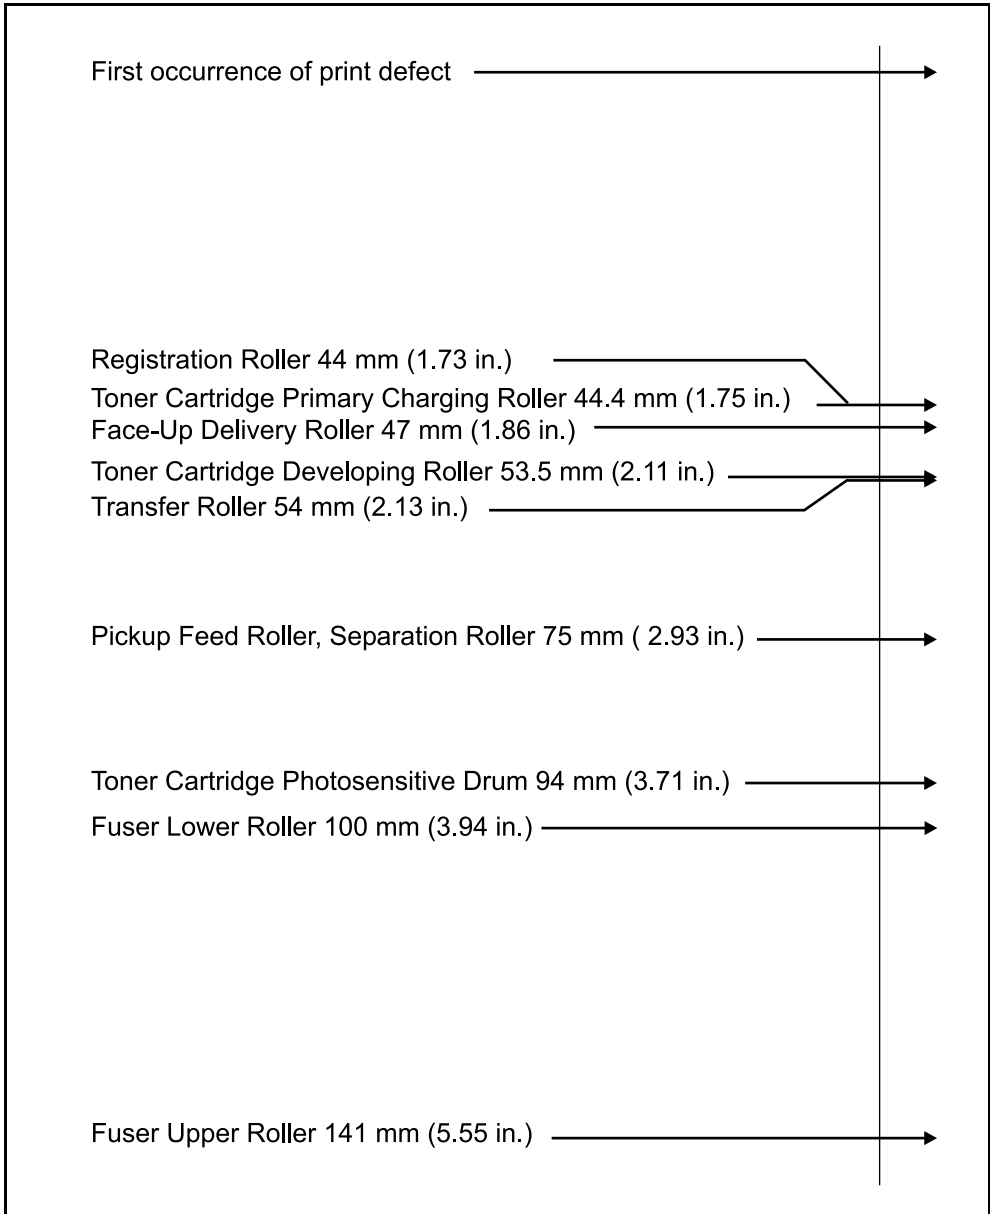 First occurrence of print defect
Registration Roller 44 mm (1.73 in.)
Toner Cartridge Primary Charging Roller 44.4 mm (1.75 in.)
Face-Up Delivery Roller 47 mm (1.86 in.)
Toner Cartridge Developing Roller 53.5 mm (2.11 in.)
Transfer Roller 54 mm (2.13 in.)
Pickup Feed Roller, Separation Roller 75 mm ( 2.93 in.)
Toner Cartridge Photosensitive Drum 94 mm (3.71 in.)
Fuser Lower Roller 100 mm (3.94 in.)
Fuser Upper Roller 141 mm (5.55 in.)